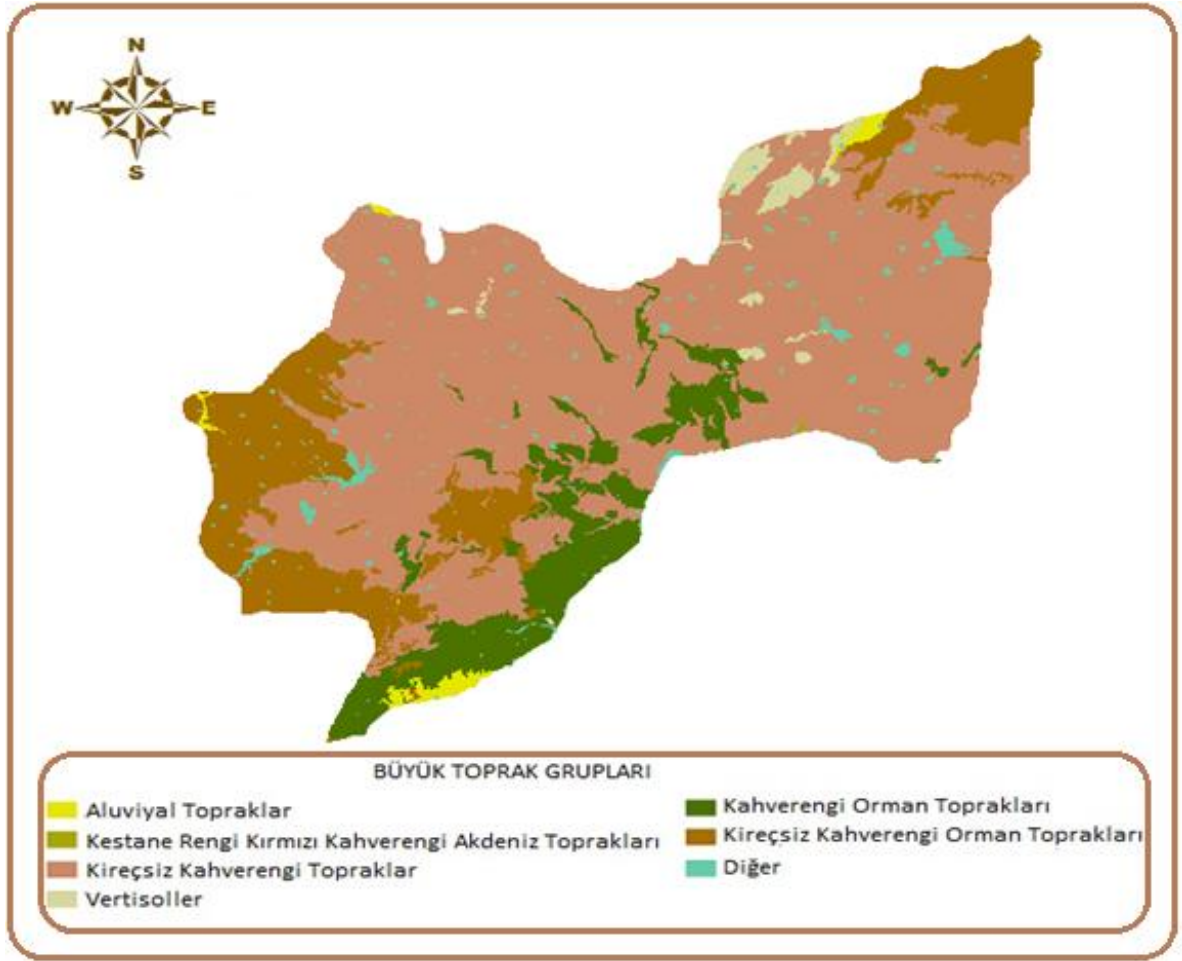 N
W E
S
BÜYÜK TOPRAK GRUPLARI
Aluviyal Topraklar
Kestane Rengi Kırmızı Kahverengi Akdeniz Toprakları
Kireçsiz Kahverengi Topraklar
Vertisoller
Kahverengi Orman Toprakları
Kireçsiz Kahverengi Orman Toprakları
Diğer